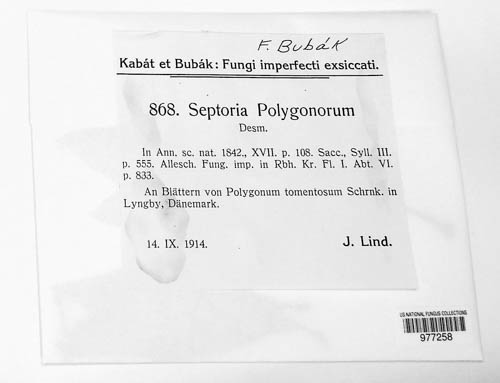 F. Bubák
Kabát et Bubák: Fungi imperfecti exsiccati.
868. Septoria Polygonorum
Desm.
In Ann. sc. nat. 1842., XVII. p. 108. Sacc., Syll. III.
p. 555. Allesch. Fung. imp. in Rbh. Kr. Fl. I. Abt. VI.
p. 833.
An Blättern von Polygonum tomentosum Schrnk. in
Lyngby, Dänemark.
14. IX. 1914. J. Lind.
US NATIONAL FUNGUS COLLECTIONS
977258